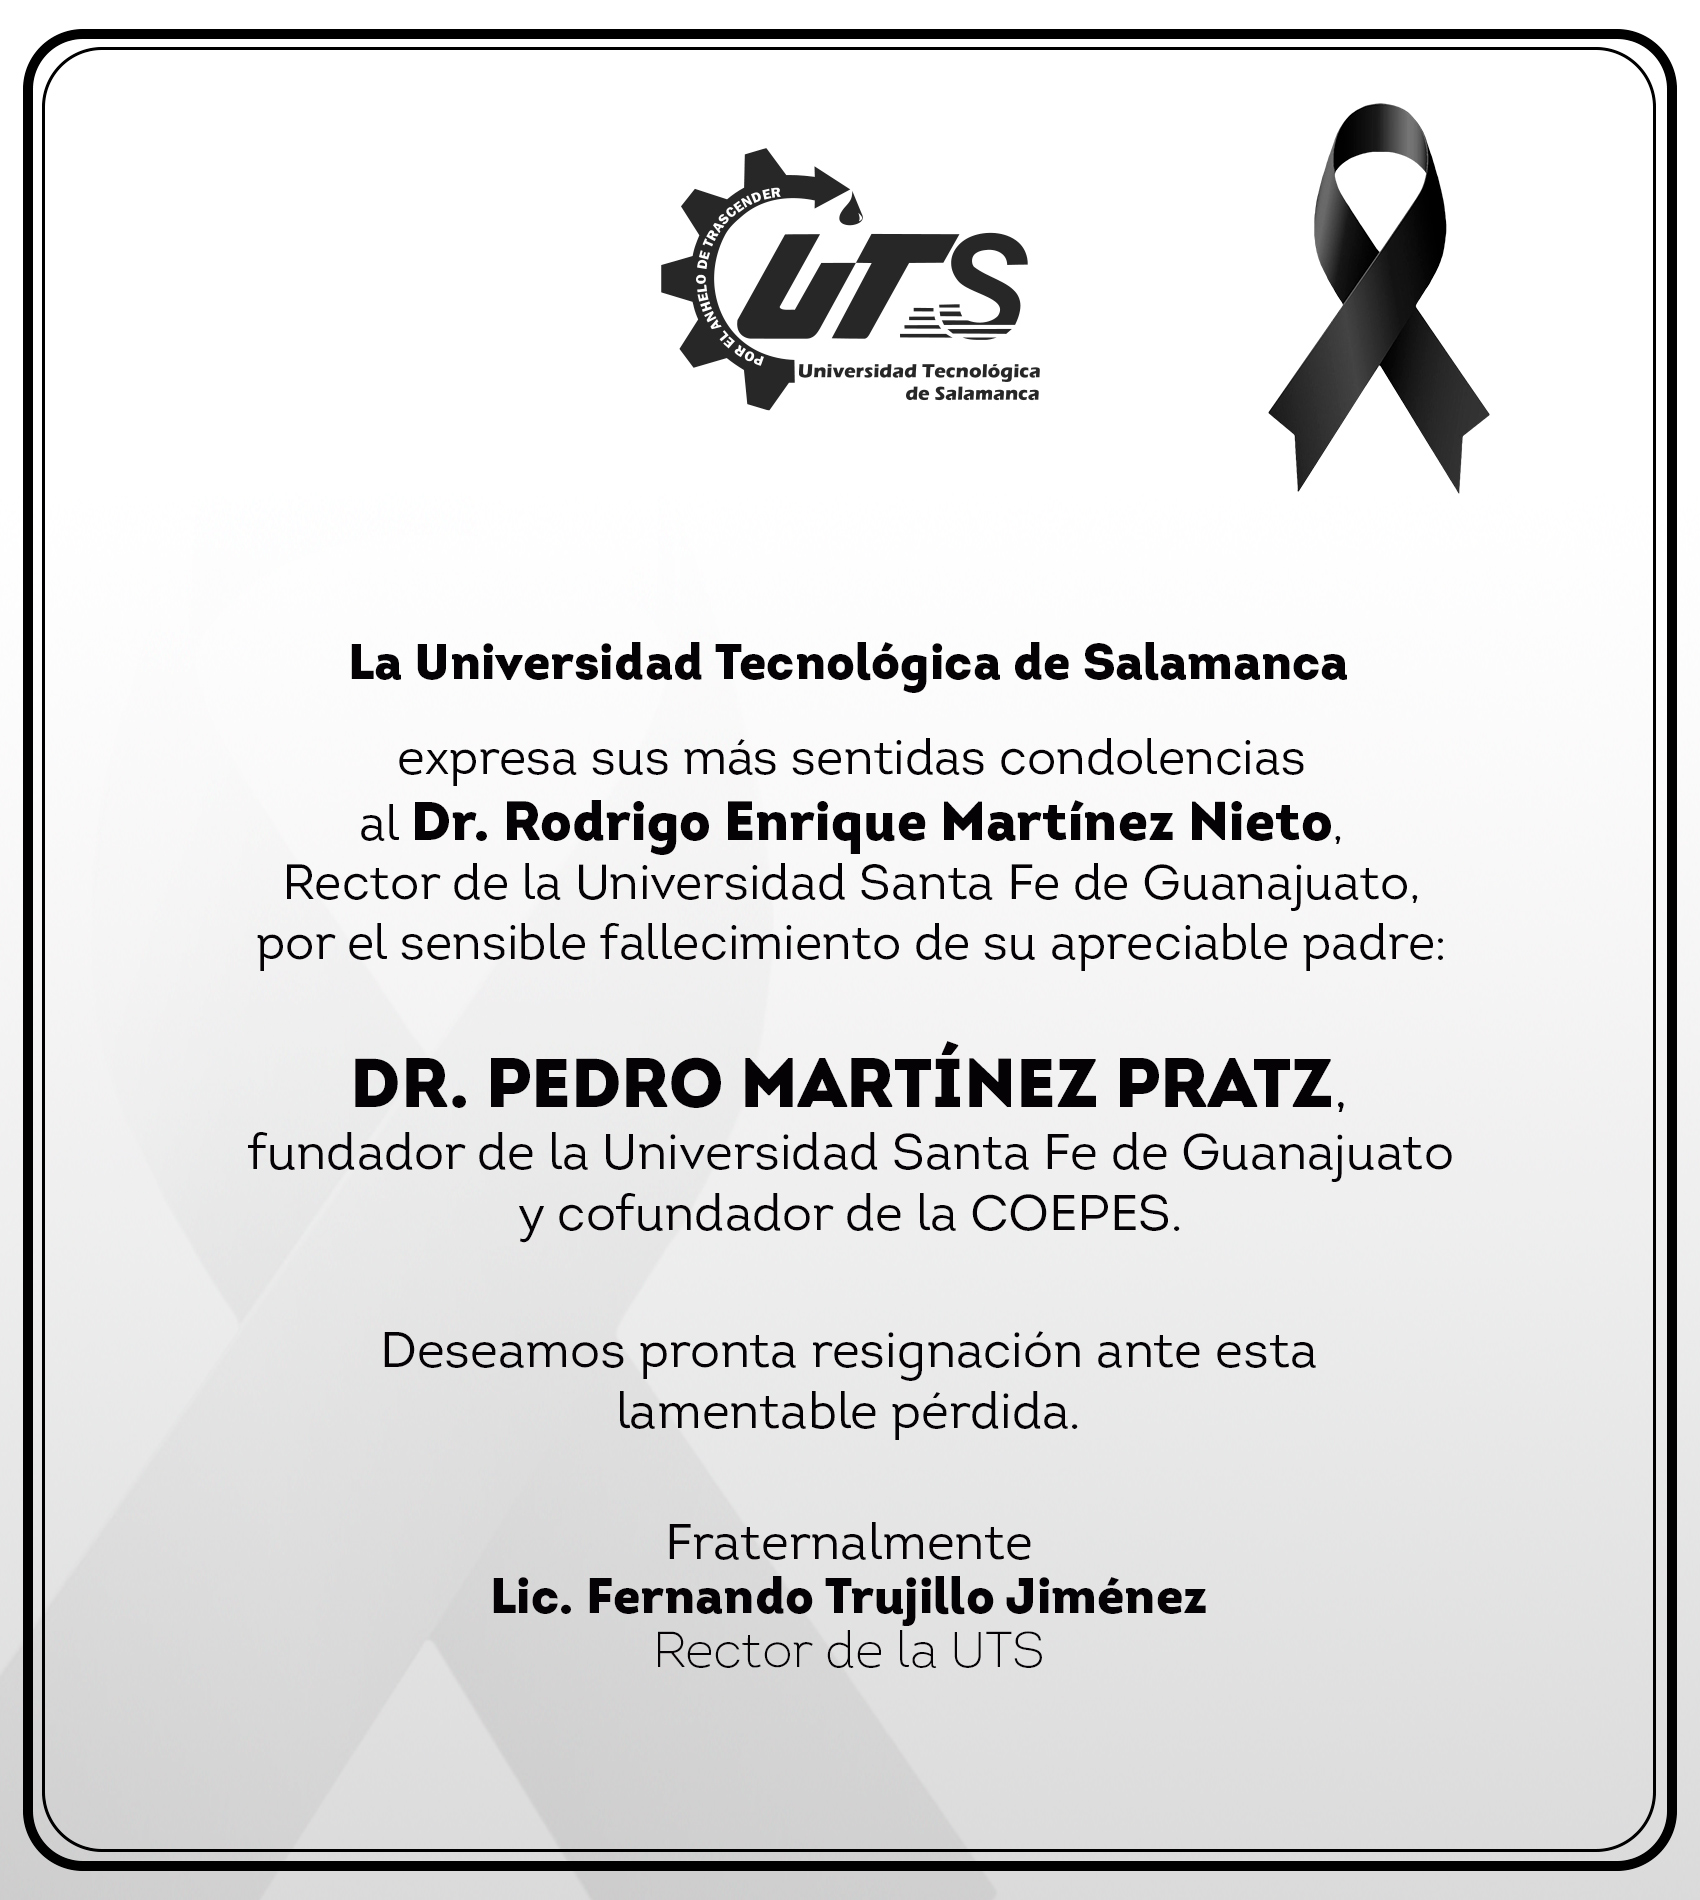 POR EL ANHELO DE TRASCENDER
UTS
Universidad Tecnológica
de Salamanca
La Universidad Tecnológica de Salamanca
expresa sus más sentidas condolencias
al Dr. Rodrigo Enrique Martínez Nieto,
Rector de la Universidad Santa Fe de Guanajuato,
por el sensible fallecimiento de su apreciable padre:
DR. PEDRO MARTÍNEZ PRATZ,
fundador de la Universidad Santa Fe de Guanajuato
y cofundador de la COEPES.
Deseamos pronta resignación ante esta
lamentable pérdida.
Fraternalmente
Lic. Fernando Trujillo Jiménez
Rector de la UTS